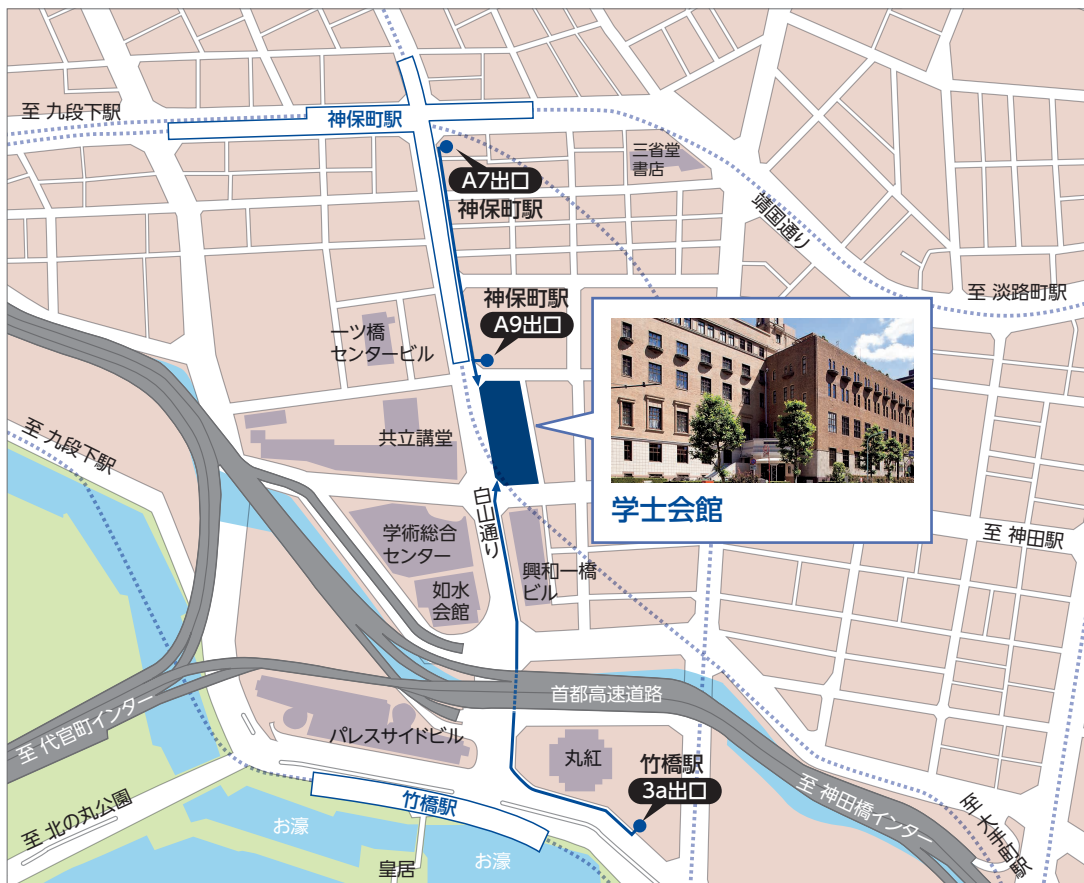 至 九段下駅
神保町駅
三省堂
書店
A7出口
神保町駅
靖国通り
至 淡路町駅
神保町駅
A9出口
一ツ橋
センタービル
至 九段下駅
共立講堂
学士会館
白山通り
学術総合
センター
至 神田駅
興和一橋
ビル
如水
会館
首都高速道路
至 代官町インター
パレスサイドビル
丸紅
竹橋駅
3a出口
竹橋駅
至 神田橋インター
至 大手町駅
至 北の丸公園
お濠
お濠
皇居